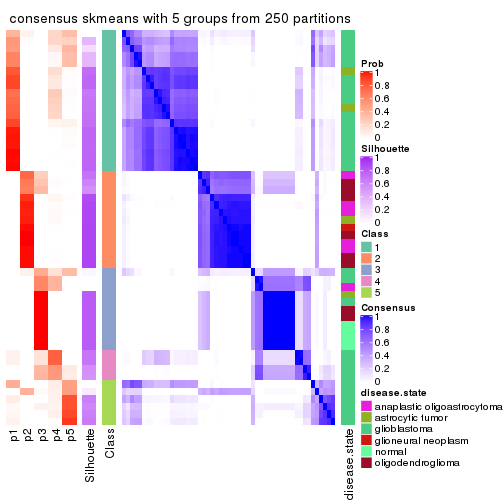 consensus skmeans with 5 groups from 250 partitions
p1
p2
p3
p4
p5
Silhouette
Class
disease.state
Prob
1
0.8
0.6
0.4
0.2
0
Silhouette
1
0.8
0.6
0.4
0.2
0
Class
1
2
3
4
5
Consensus
1
0.8
0.6
0.4
0.2
0
disease.state
anaplastic oligoastrocytoma
astrocytic tumor
glioblastoma
glioneural neoplasm
normal
oligodendroglioma